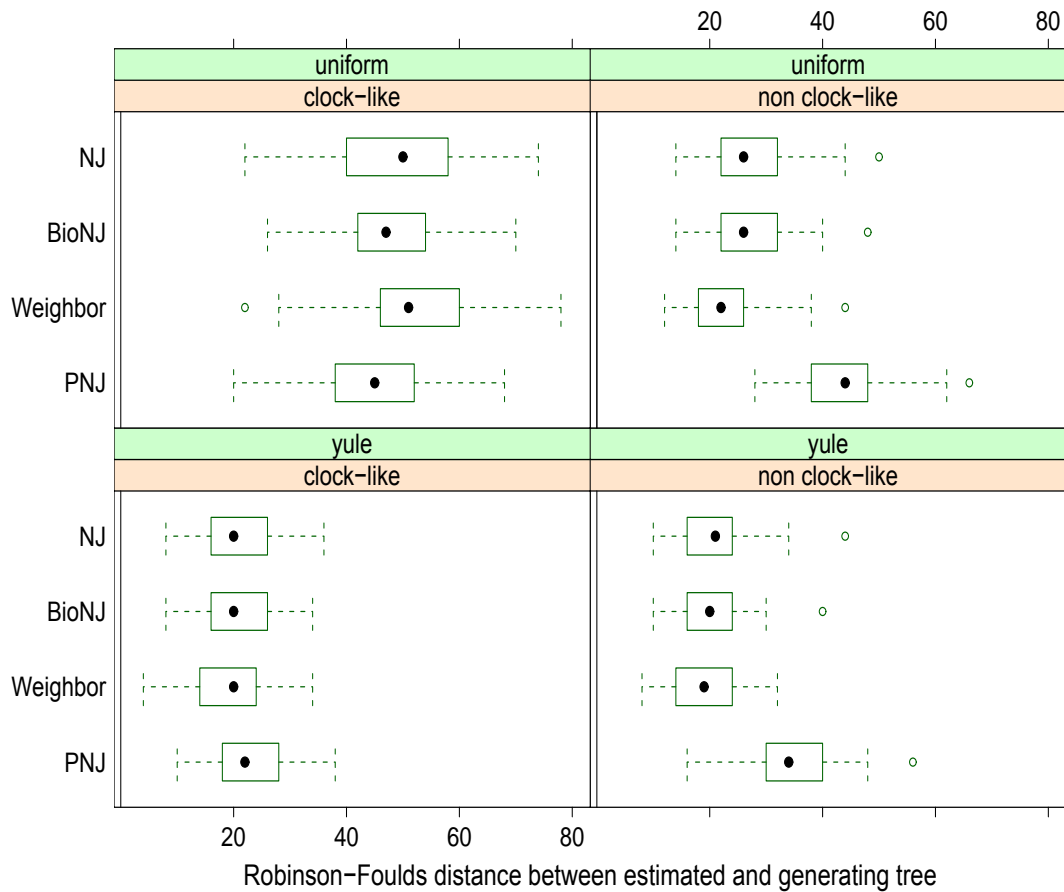 20 40 60 80
uniform uniform
clock−like non clock−like
NJ
BioNJ
Weighbor
PNJ
yule yule
clock−like non clock−like
NJ
BioNJ
Weighbor
PNJ
20 40 60 80
Robinson−Foulds distance between estimated and generating tree